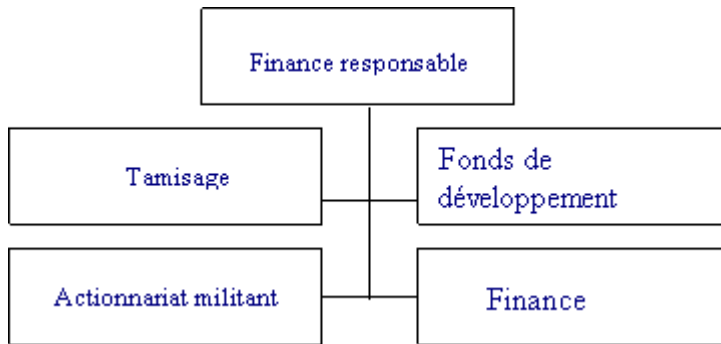 Finance responsable
Tamisage
Fonds de
développement
Actionnariat militant
Finance